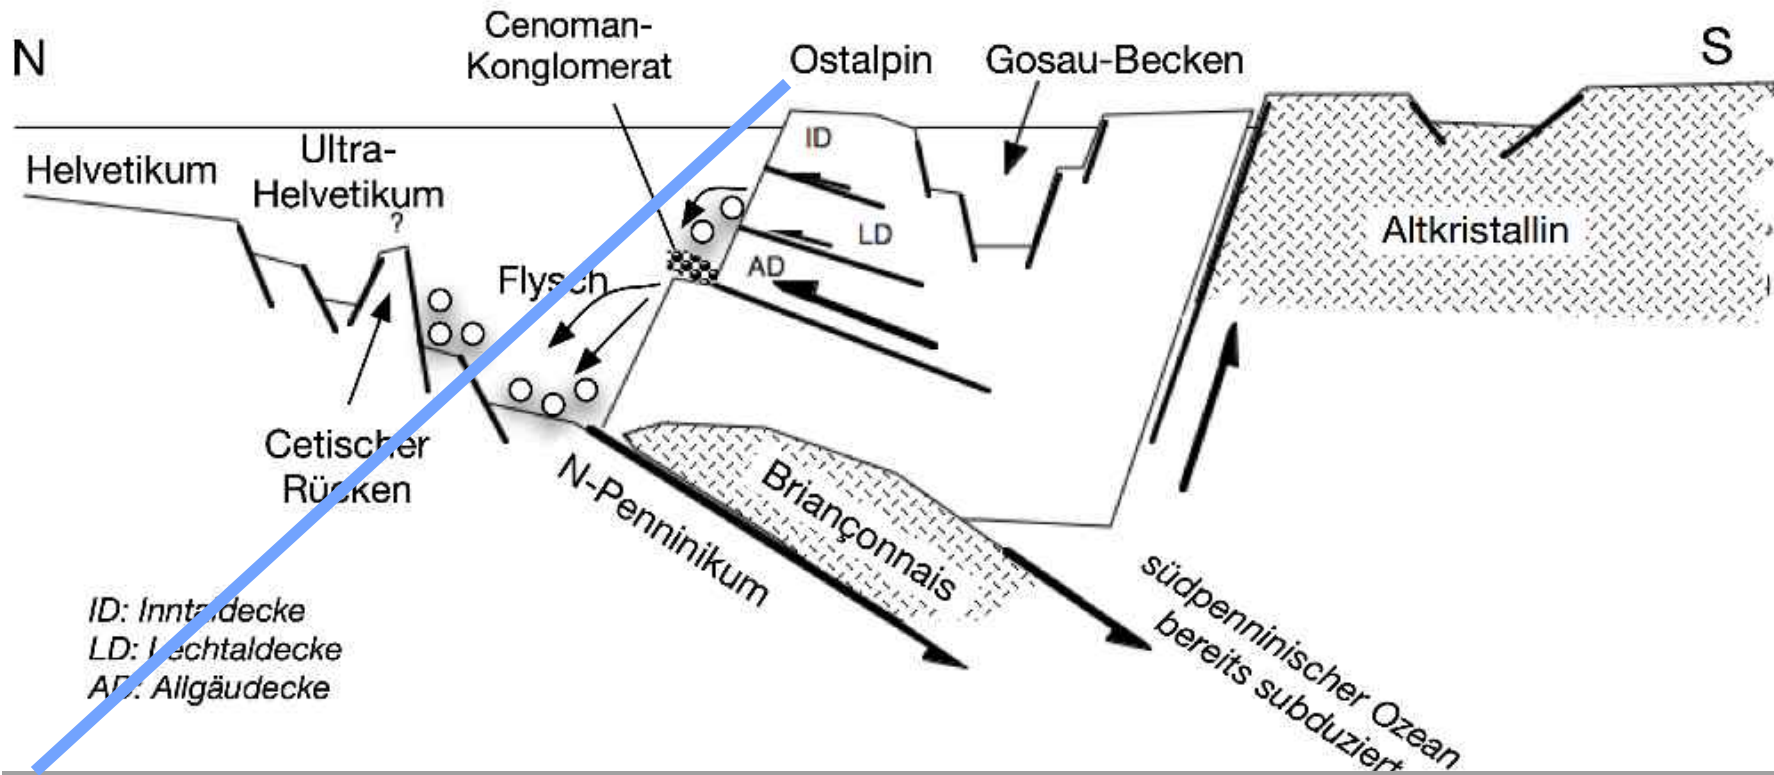 N
Cenoman-
Konglomerat
Ostalpin
Gosau-Becken
S
Helvetikum
Ultra-
Helvetikum
?
ID
LD
AD
Flysch
Altkristallin
Cetischer
Rücken
N-Penninikum
Briançonnais
südpenninischer Ozean
bereits subduziert
ID: Inntaldecke
LD: Lechtaldecke
AD: Allgäudecke